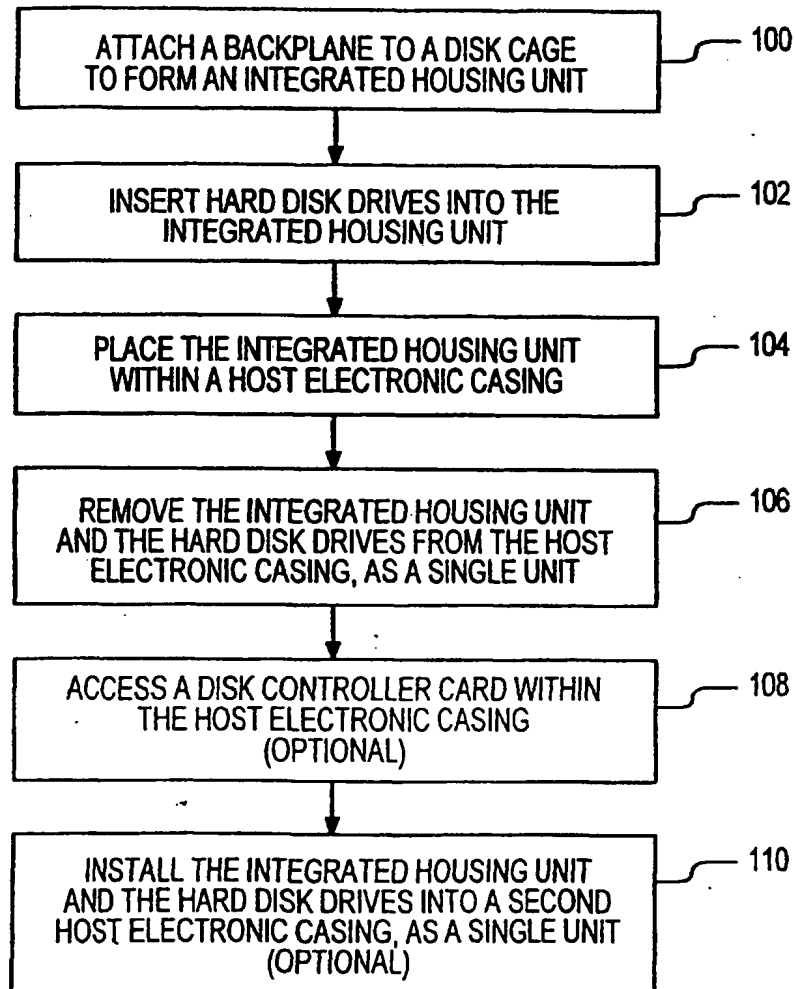 ATTACH A BACKPLANE TO A DISK CAGE
TO FORM AN INTEGRATED HOUSING UNIT
100
INSERT HARD DISK DRIVES INTO THE
INTEGRATED HOUSING UNIT
102
PLACE THE INTEGRATED HOUSING UNIT
WITHIN A HOST ELECTRONIC CASING
104
REMOVE THE INTEGRATED HOUSING UNIT
AND THE HARD DISK DRIVES FROM THE HOST
ELECTRONIC CASING, AS A SINGLE UNIT
106
ACCESS A DISK CONTROLLER CARD WITHIN
THE HOST ELECTRONIC CASING
(OPTIONAL)
108
INSTALL THE INTEGRATED HOUSING UNIT
AND THE HARD DISK DRIVES INTO A SECOND
HOST ELECTRONIC CASING, AS A SINGLE UNIT
(OPTIONAL)
110